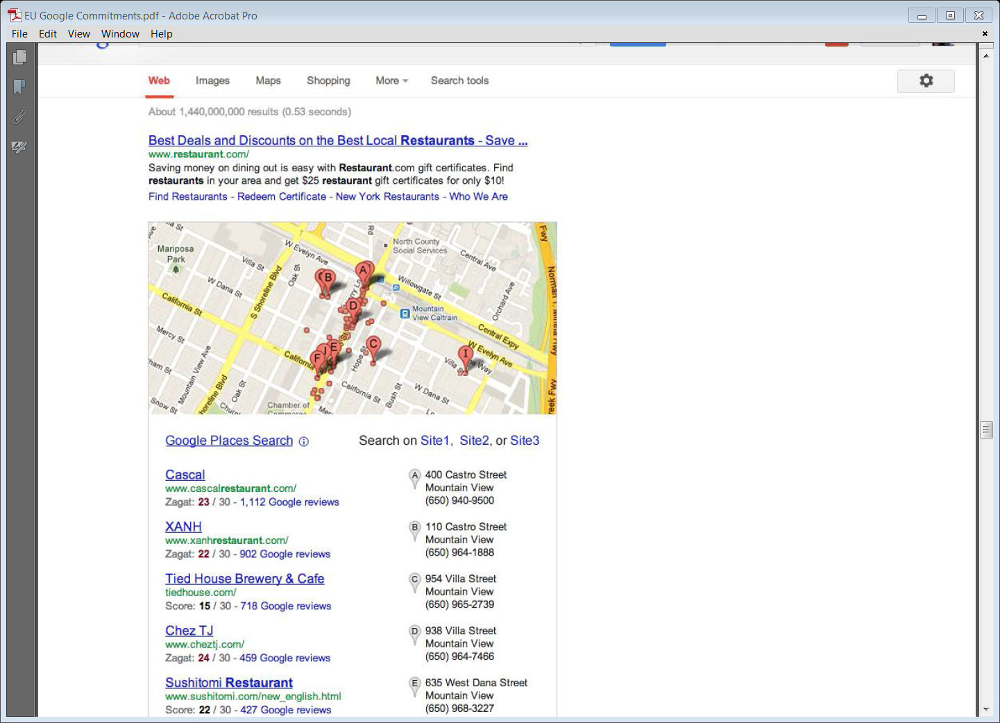 EU Google Commitments.pdf - Adobe Acrobat Pro
File Edit View Window Help
Web Images Maps Shopping More Search tools
About 1,440,000,000 results (0.53 seconds)
Best Deals and Discounts on the Best Local Restaurants - Save ...
www.restaurant.com/
Saving money on dining out is easy with Restaurant.com gift certificates. Find
restaurants in your area and get $25 restaurant gift certificates for only $10!
Find Restaurants - Redeem Certificate - New York Restaurants - Who We Are
Mariposa
Park
Villa St
W Dana St
California St
Mercy St
Mountain View Ave
Snow St
S Shoreline Blvd
Shoreline Blvd
Oak St
Oak St
W Evelyn Ave
North County
Social Services
Central Ave
Willowgate St
Orchard Ave
Mountain
View Caltrain
Central Expy
W Evelyn Ave
Fwy
Hope St
California St
Bush St
W Dana St
Chamber of
Commerce
A
B
C
D
E
F
I
J
Google Places Search Search on Site1, Site2, or Site3
Cascal
www.cascalrestaurant.com/
Zagat: 23 / 30 - 1,112 Google reviews
A 400 Castro Street
Mountain View
(650) 940-9500
XANH
www.xanhrestaurant.com/
Zagat: 22 / 30 - 902 Google reviews
B 110 Castro Street
Mountain View
(650) 964-1888
Tied House Brewery & Cafe
tiedhouse.com/
Score: 15 / 30 - 718 Google reviews
C 954 Villa Street
Mountain View
(650) 965-2739
Chez TJ
www.cheztj.com/
Zagat: 24 / 30 - 459 Google reviews
D 938 Villa Street
Mountain View
(650) 964-7466
Sushitomi Restaurant
www.sushitomi.com/new_english.html
Score: 22 / 30 - 427 Google reviews
E 635 West Dana Street
Mountain View
(650) 968-3227